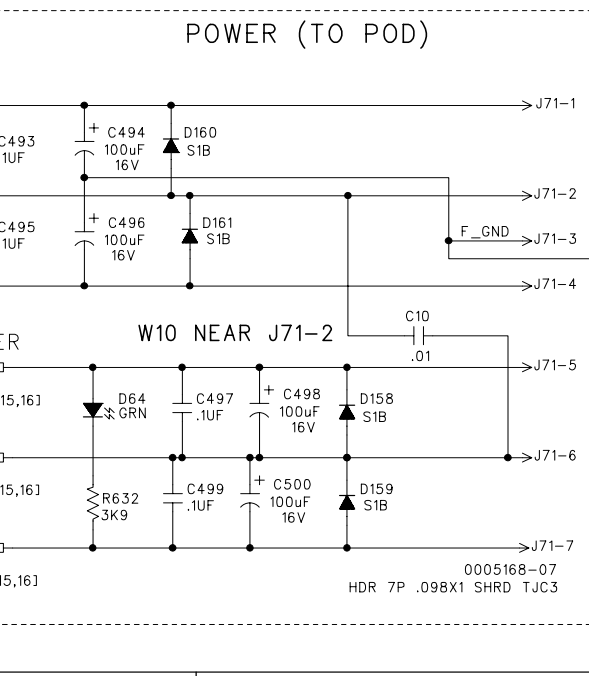 POWER (TO POD)
J71-1
C493
.1UF
+ C494
100uF
16V
D160
S1B
J71-2
C495
.1UF
+ C496
100uF
16V
D161
S1B
F_GND
J71-3
J71-4
C10
.01
W10 NEAR J71-2
ER
J71-5
15,16]
D64
GRN
C497
.1UF
+ C498
100uF
16V
D158
S1B
J71-6
15,16]
R632
3K9
C499
.1UF
+ C500
100uF
16V
D159
S1B
J71-7
15,16]
0005168-07
HDR 7P .098X1 SHRD TJC3